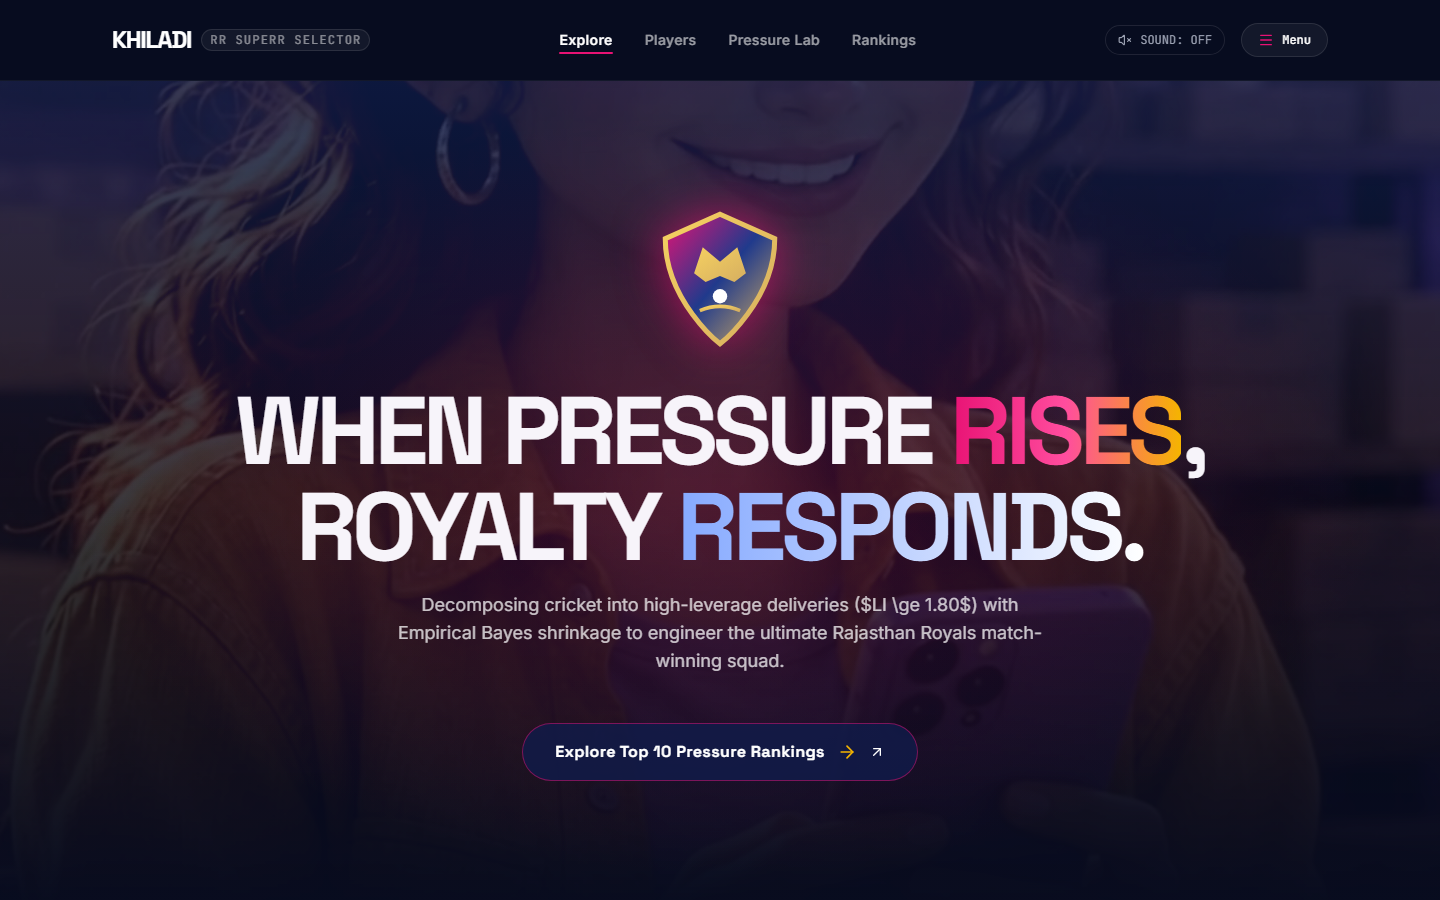 KHILADI
RR SUPERR SELECTOR
Explore
Players
Pressure Lab
Rankings
SOUND: OFF
Menu
WHEN PRESSURE RISES,
ROYALTY RESPONDS.
Decomposing cricket into high-leverage deliveries ($LI \ge 1.80$) with
Empirical Bayes shrinkage to engineer the ultimate Rajasthan Royals match-
winning squad.
Explore Top 10 Pressure Rankings